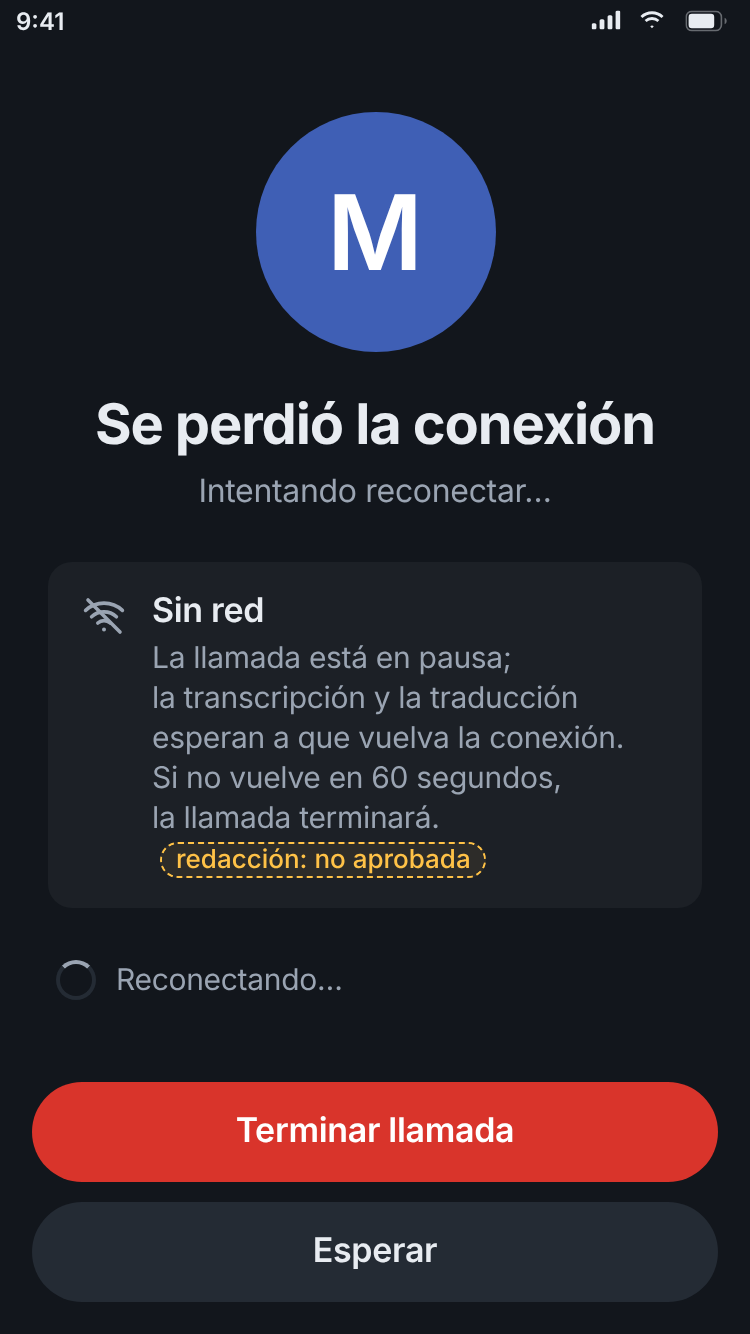 9:41
M
Se perdió la conexión
Intentando reconectar...
Sin red
La llamada está en pausa;
la transcripción y la traducción
esperan a que vuelva la conexión.
Si no vuelve en 60 segundos,
la llamada terminará.
redacción: no aprobada
Reconectando...
Terminar llamada
Esperar